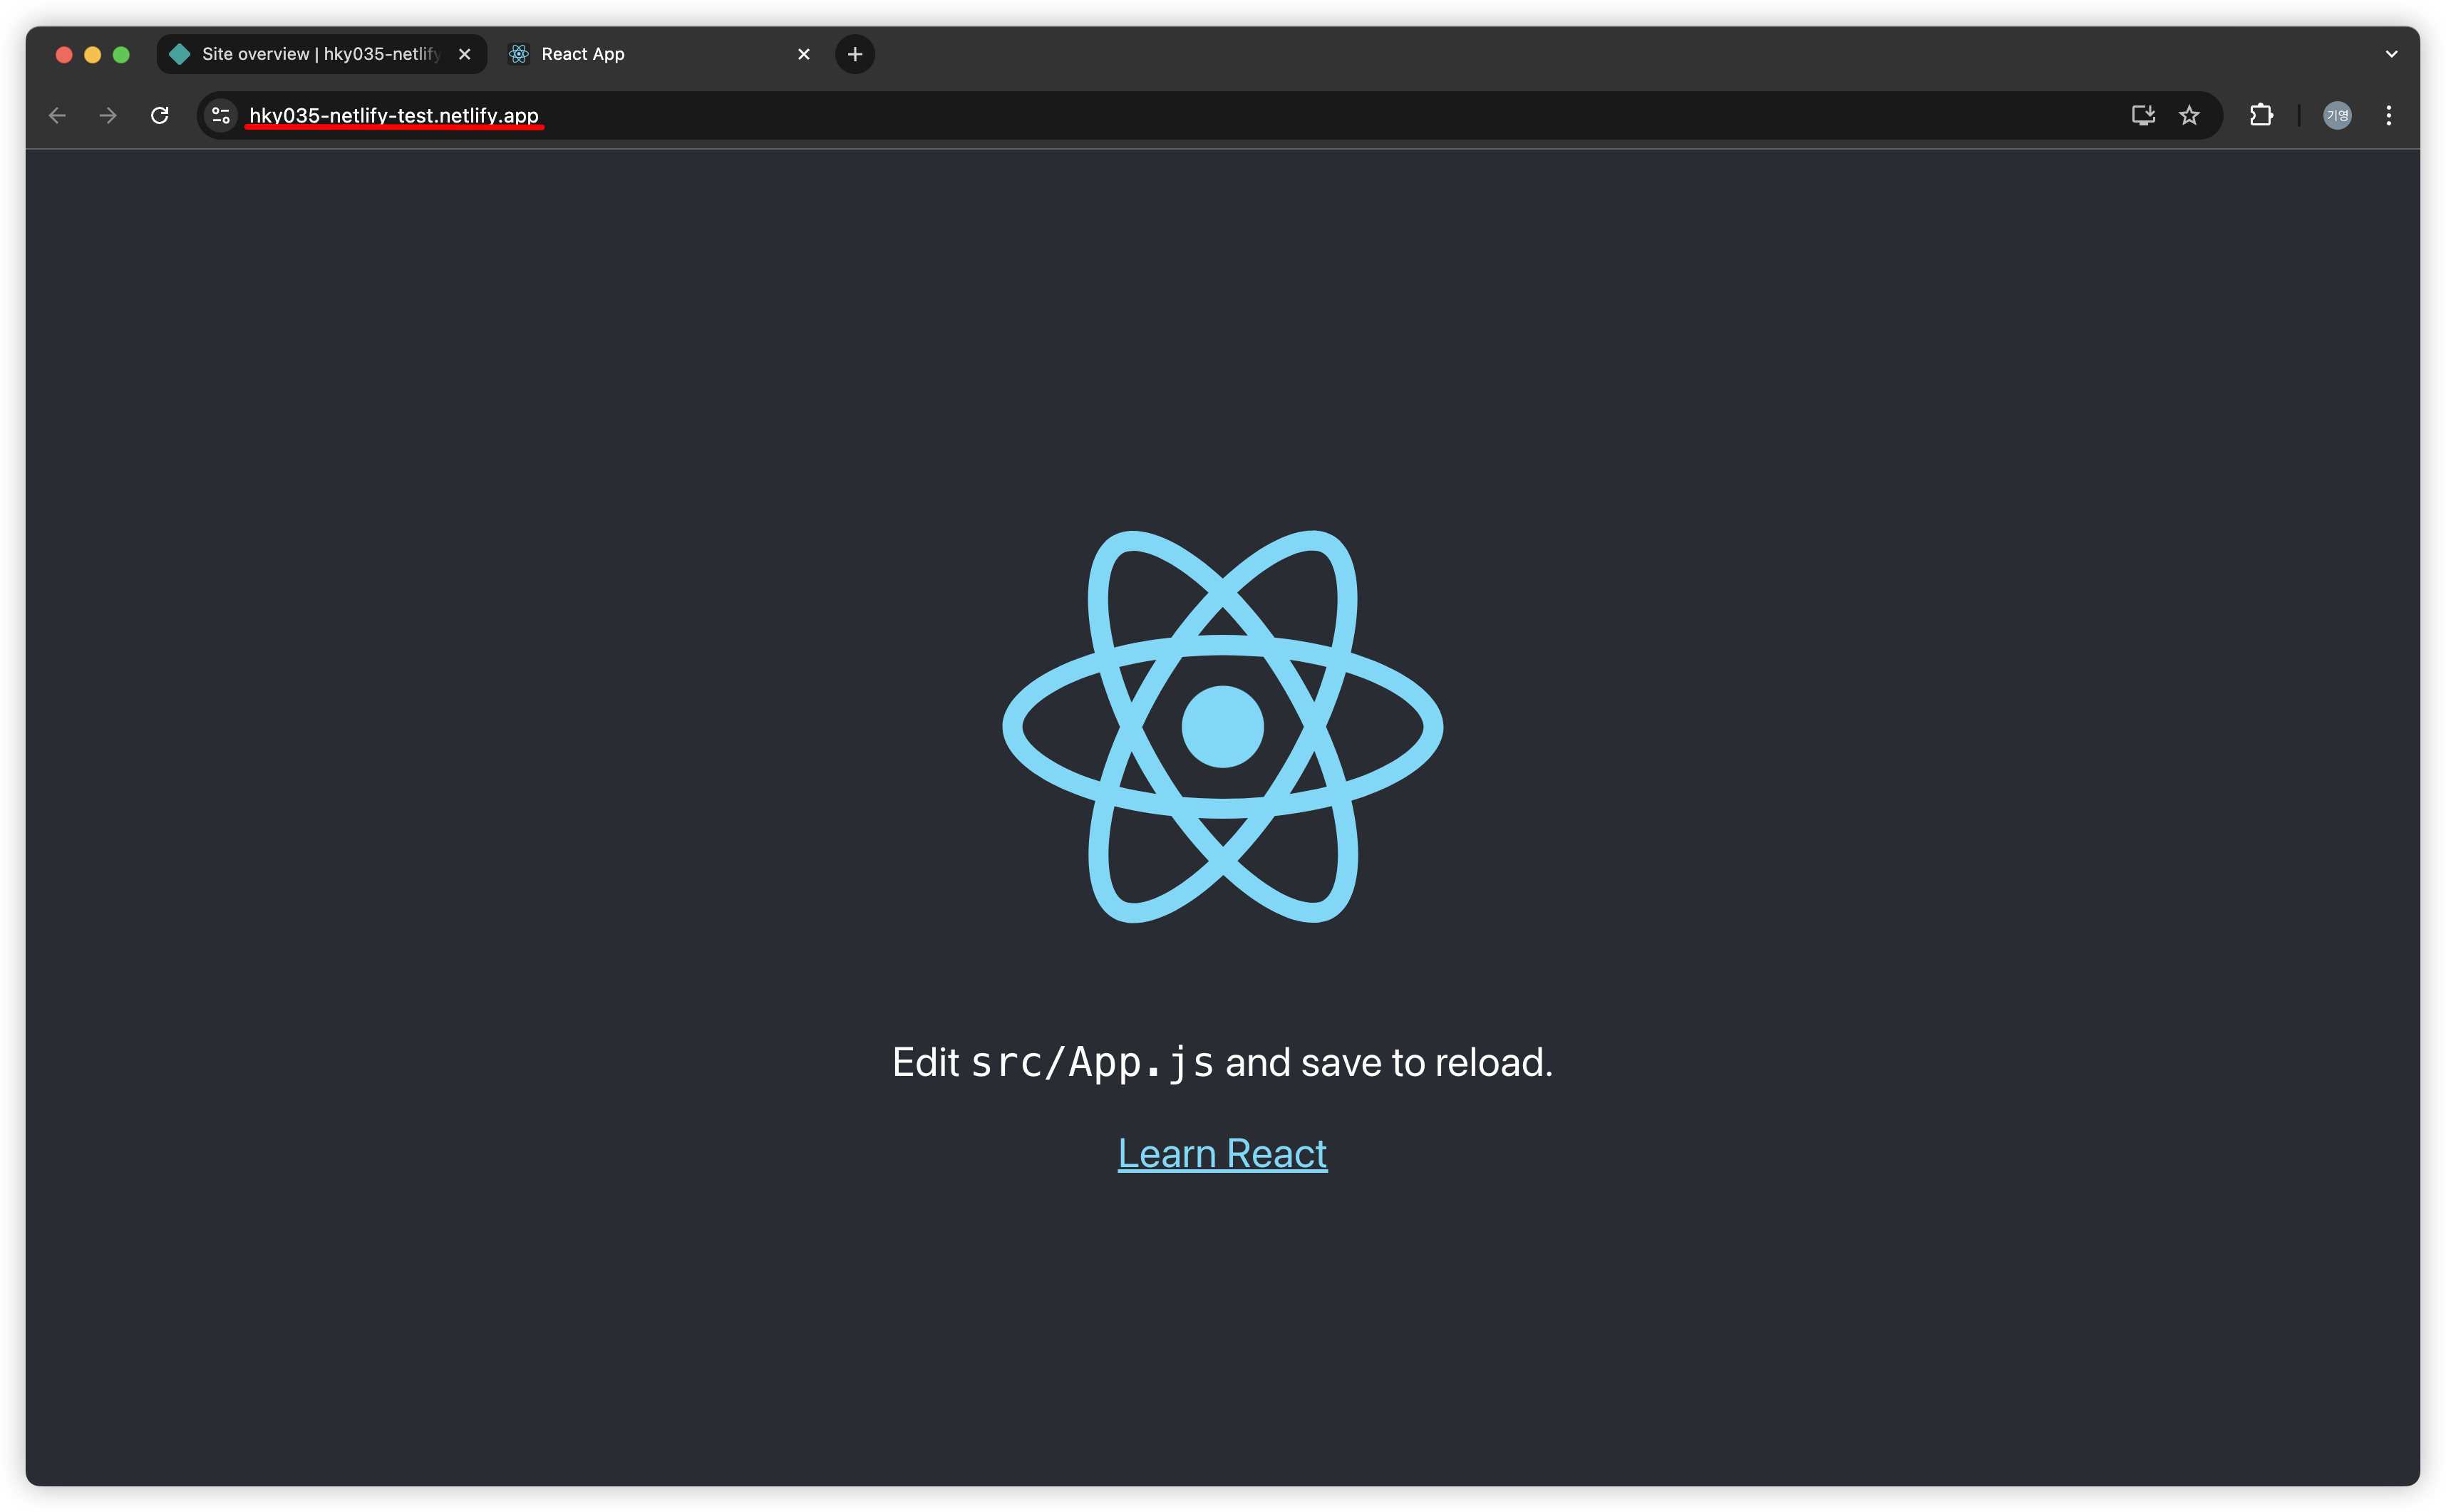 Site overview | hky035-netlify
React App
hky035-netlify-test.netlify.app
기영
Edit src/App.js and save to reload.
Learn React